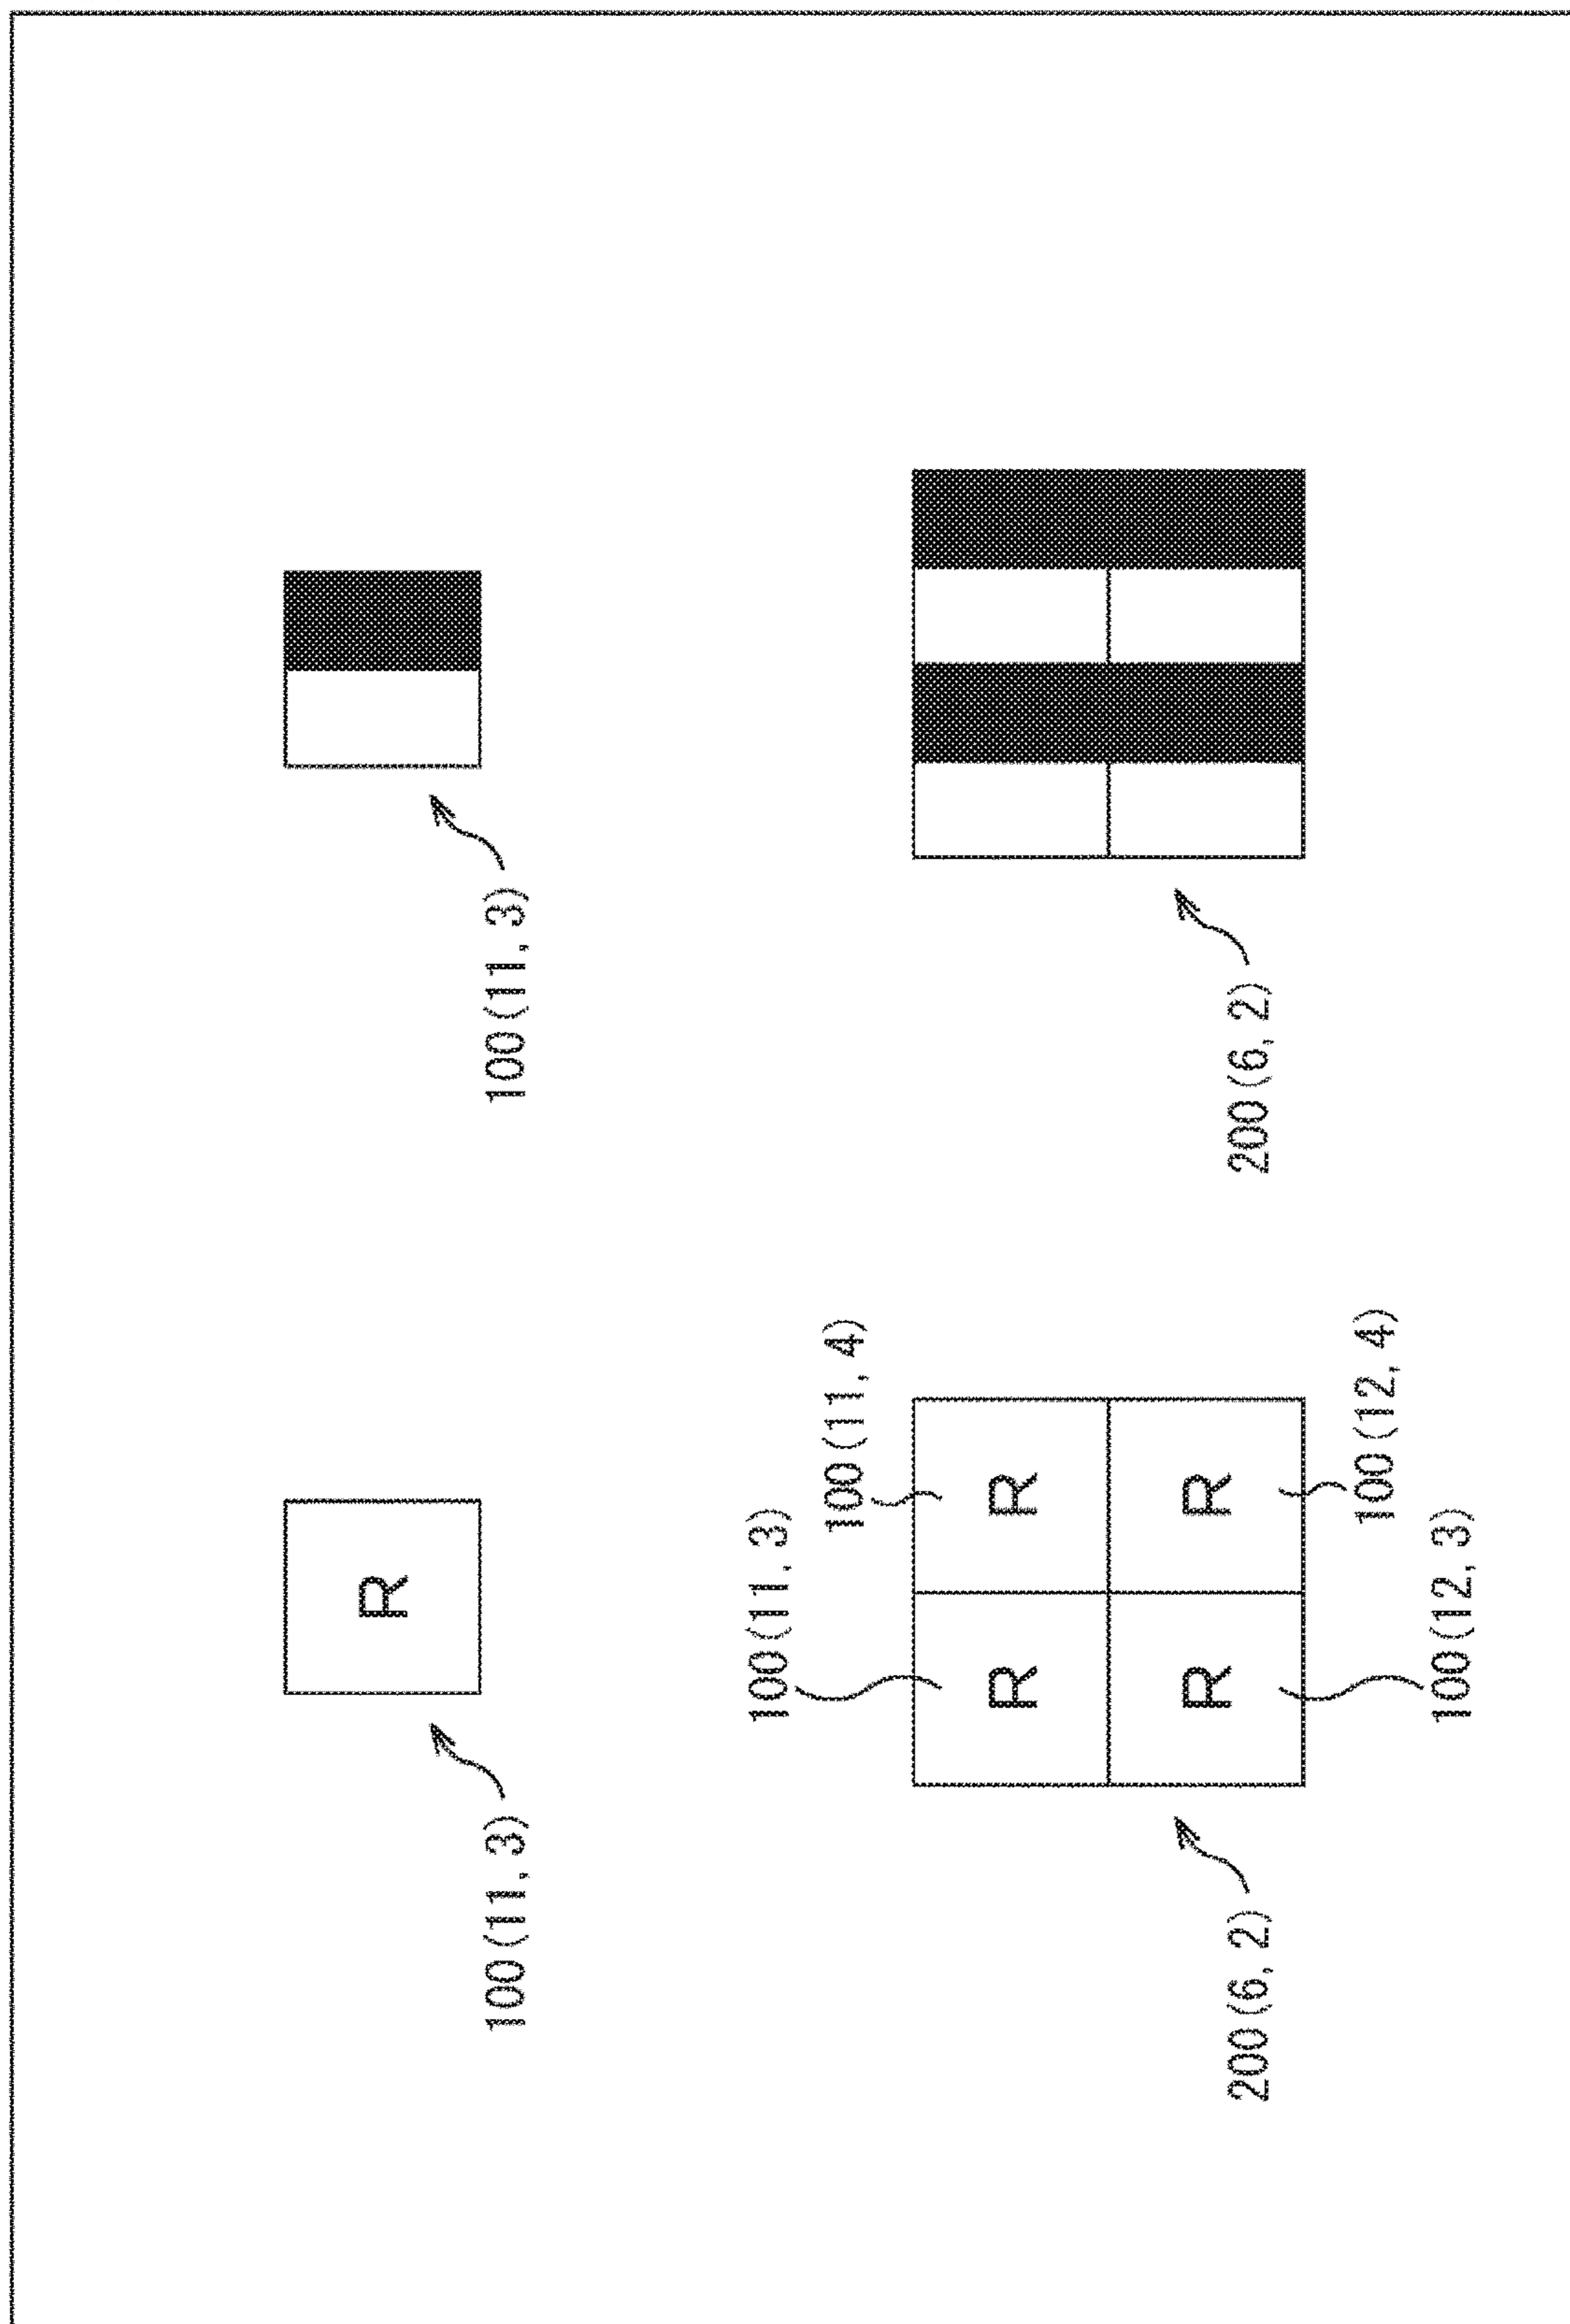 R
100(11, 3)
100(11, 3)
100(11, 3)
100(11, 4)
R R
R R
200(6, 2)
200(6, 2)
100(12, 4)
100(12, 3)